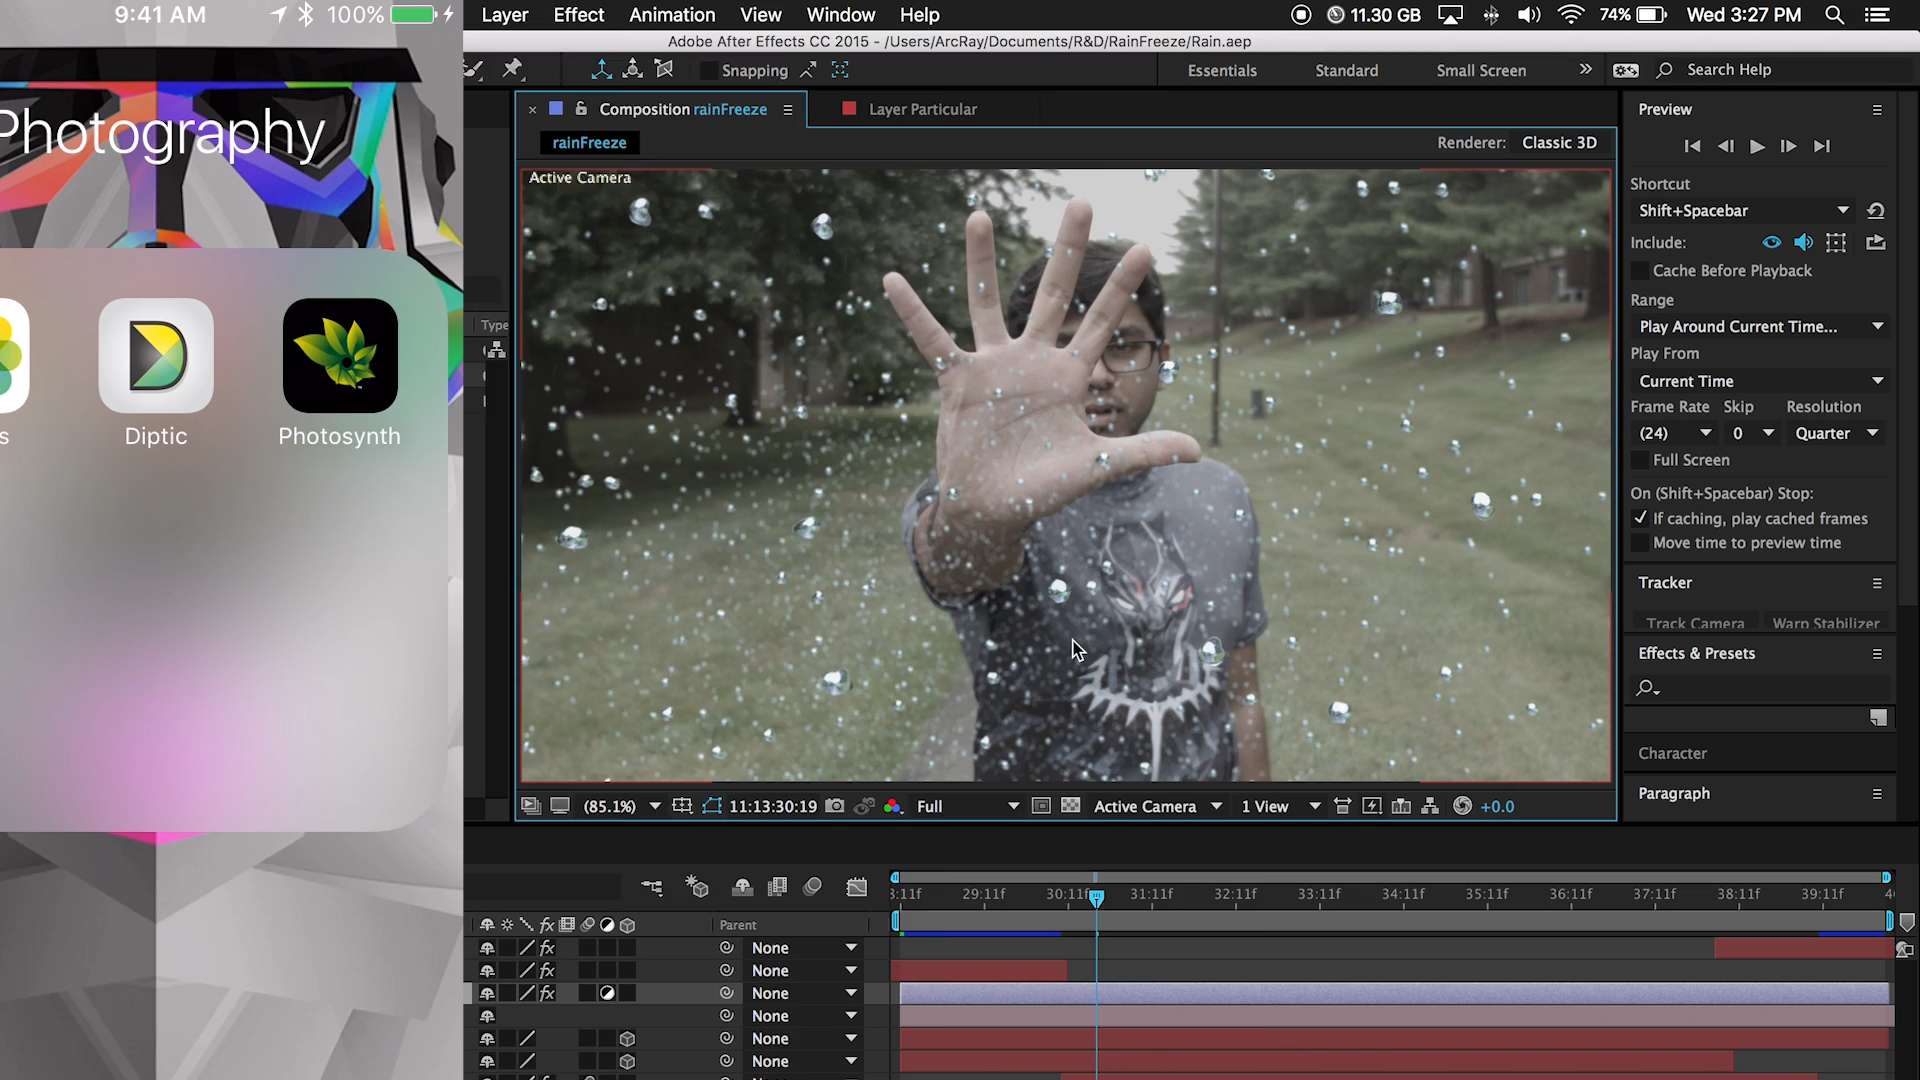 9:41 AM 100%
Photography
s
Diptic
Photosynth
Layer Effect Animation View Window Help
11.30 GB 74% Wed 3:27 PM
Adobe After Effects CC 2015 - /Users/ArcRay/Documents/R&D/RainFreeze/Rain.aep
Snapping
Essentials Standard Small Screen
Search Help
Composition rainFreeze
Layer Particular
rainFreeze
Renderer: Classic 3D
Active Camera
Type
Preview
Shortcut
Shift+Spacebar
Include:
Cache Before Playback
Range
Play Around Current Time...
Play From
Current Time
Frame Rate Skip Resolution
(24) 0 Quarter
Full Screen
On (Shift+Spacebar) Stop:
If caching, play cached frames
Move time to preview time
Tracker
Track Camera Warp Stabilizer
Effects & Presets
Character
Paragraph
(85.1%) 11:13:30:19 Full Active Camera 1 View +0.0
8:11f 29:11f 30:11f 31:11f 32:11f 33:11f 34:11f 35:11f 36:11f 37:11f 38:11f 39:11f 4
fx Parent
fx None
fx None
fx None
None
None
None